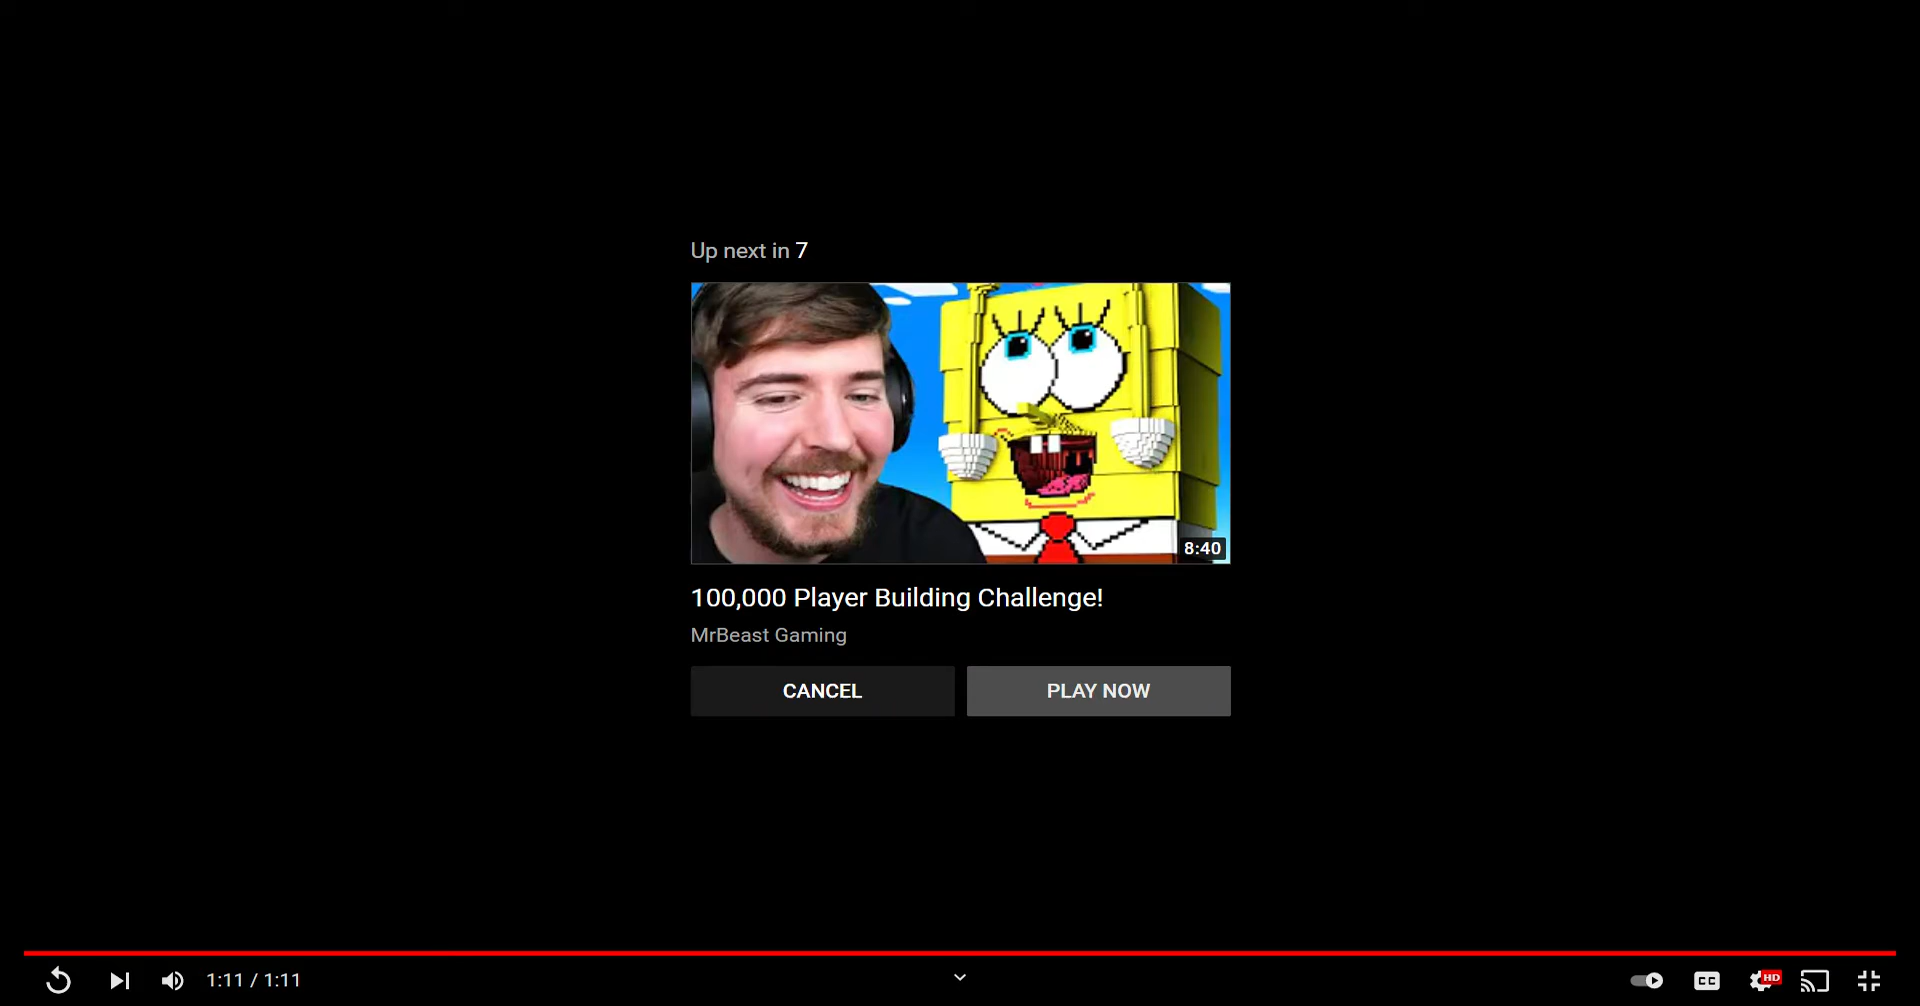 Up next in 7
8:40
100,000 Player Building Challenge!
MrBeast Gaming
CANCEL PLAY NOW
1:11 / 1:11
CC
HD